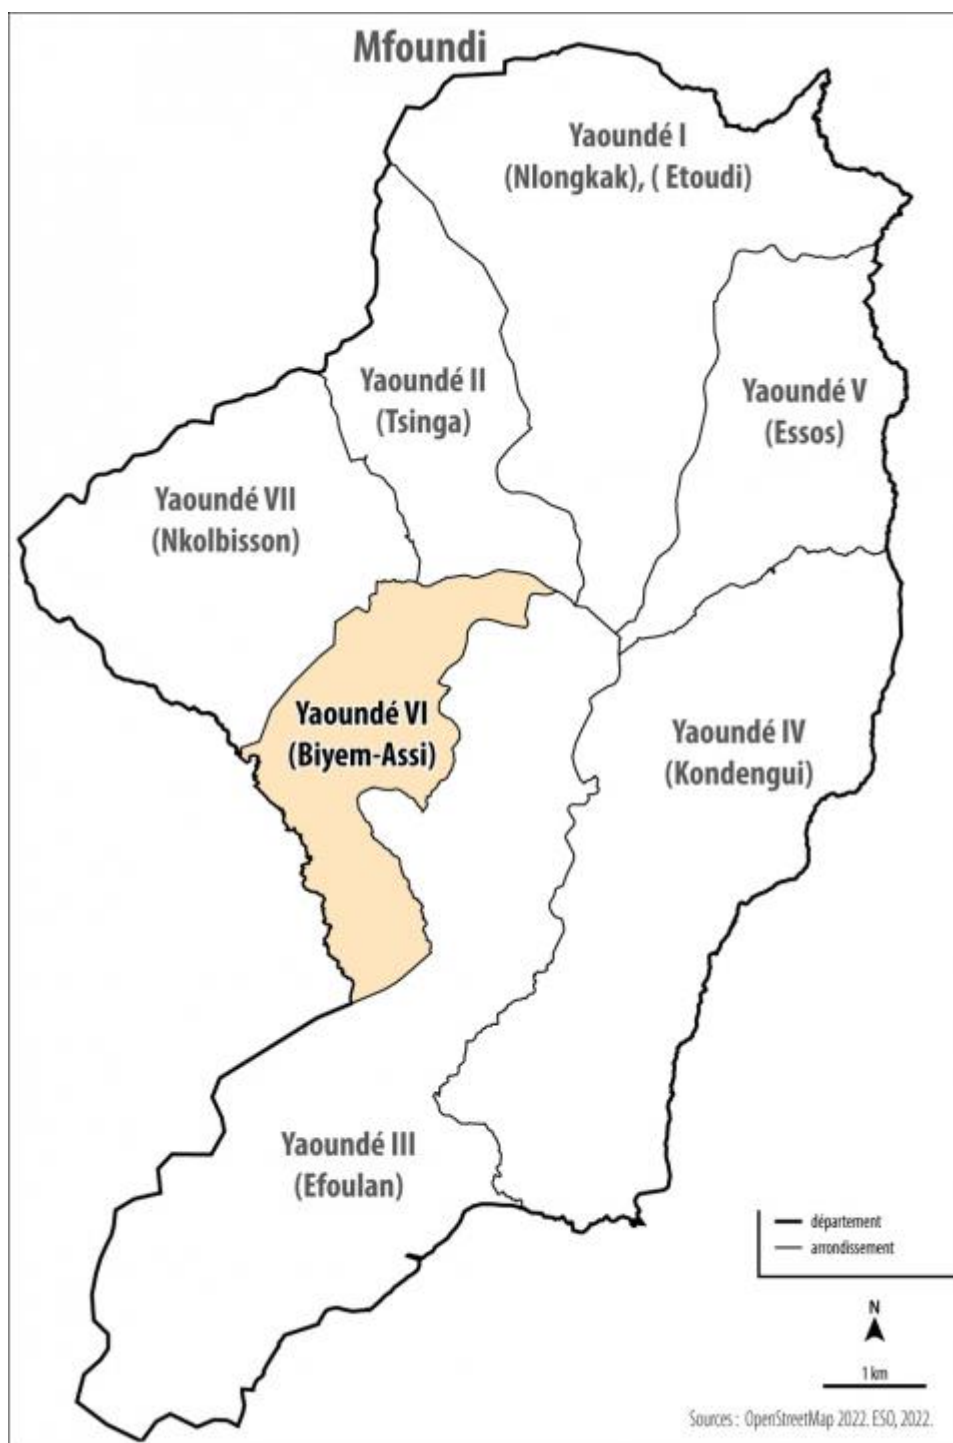 Mfoundi
Yaoundé I
(Nlongkak), ( Etoudi)
Yaoundé II
(Tsinga)
Yaoundé V
(Essos)
Yaoundé VII
(Nkolbisson)
Yaoundé VI
(Biyem-Assi)
Yaoundé IV
(Kondengui)
Yaoundé III
(Efoulan)
département
arrondissement
N
1 km
Sources : OpenStreetMap 2022. ESO, 2022.